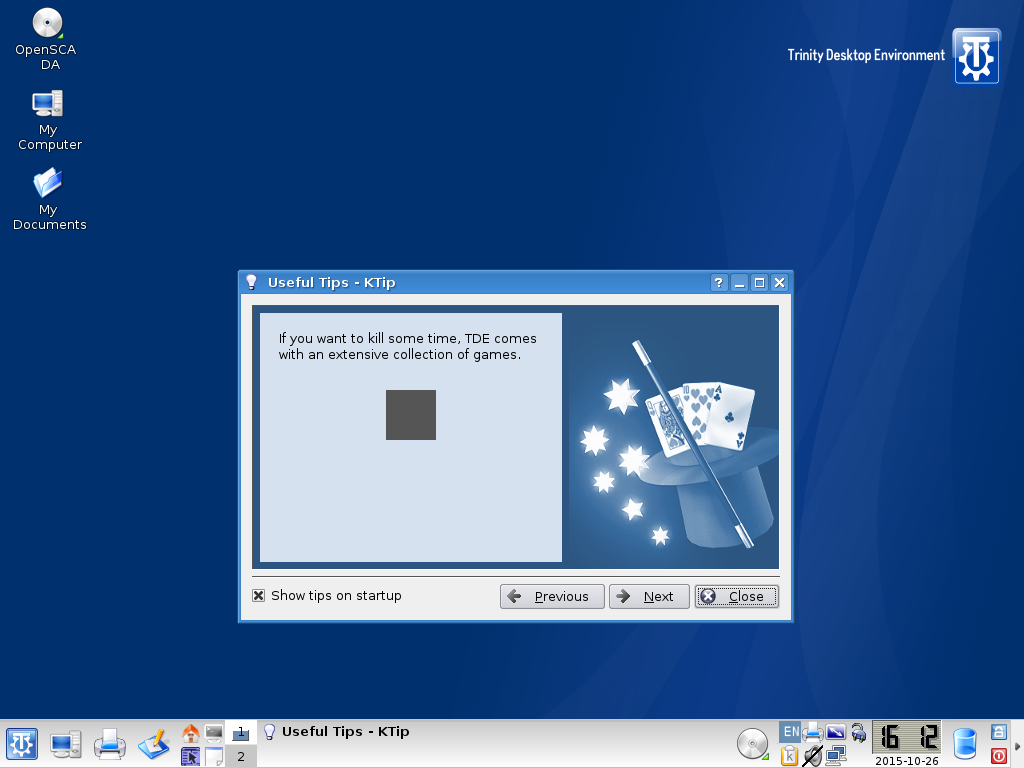 OpenSCA
DA
My
Computer
My
Documents
Trinity Desktop Environment
Useful Tips - KTip
If you want to kill some time, TDE comes
with an extensive collection of games.
Show tips on startup
Previous
Next
Close
1
2
Useful Tips - KTip
EN
16 12
2015-10-26